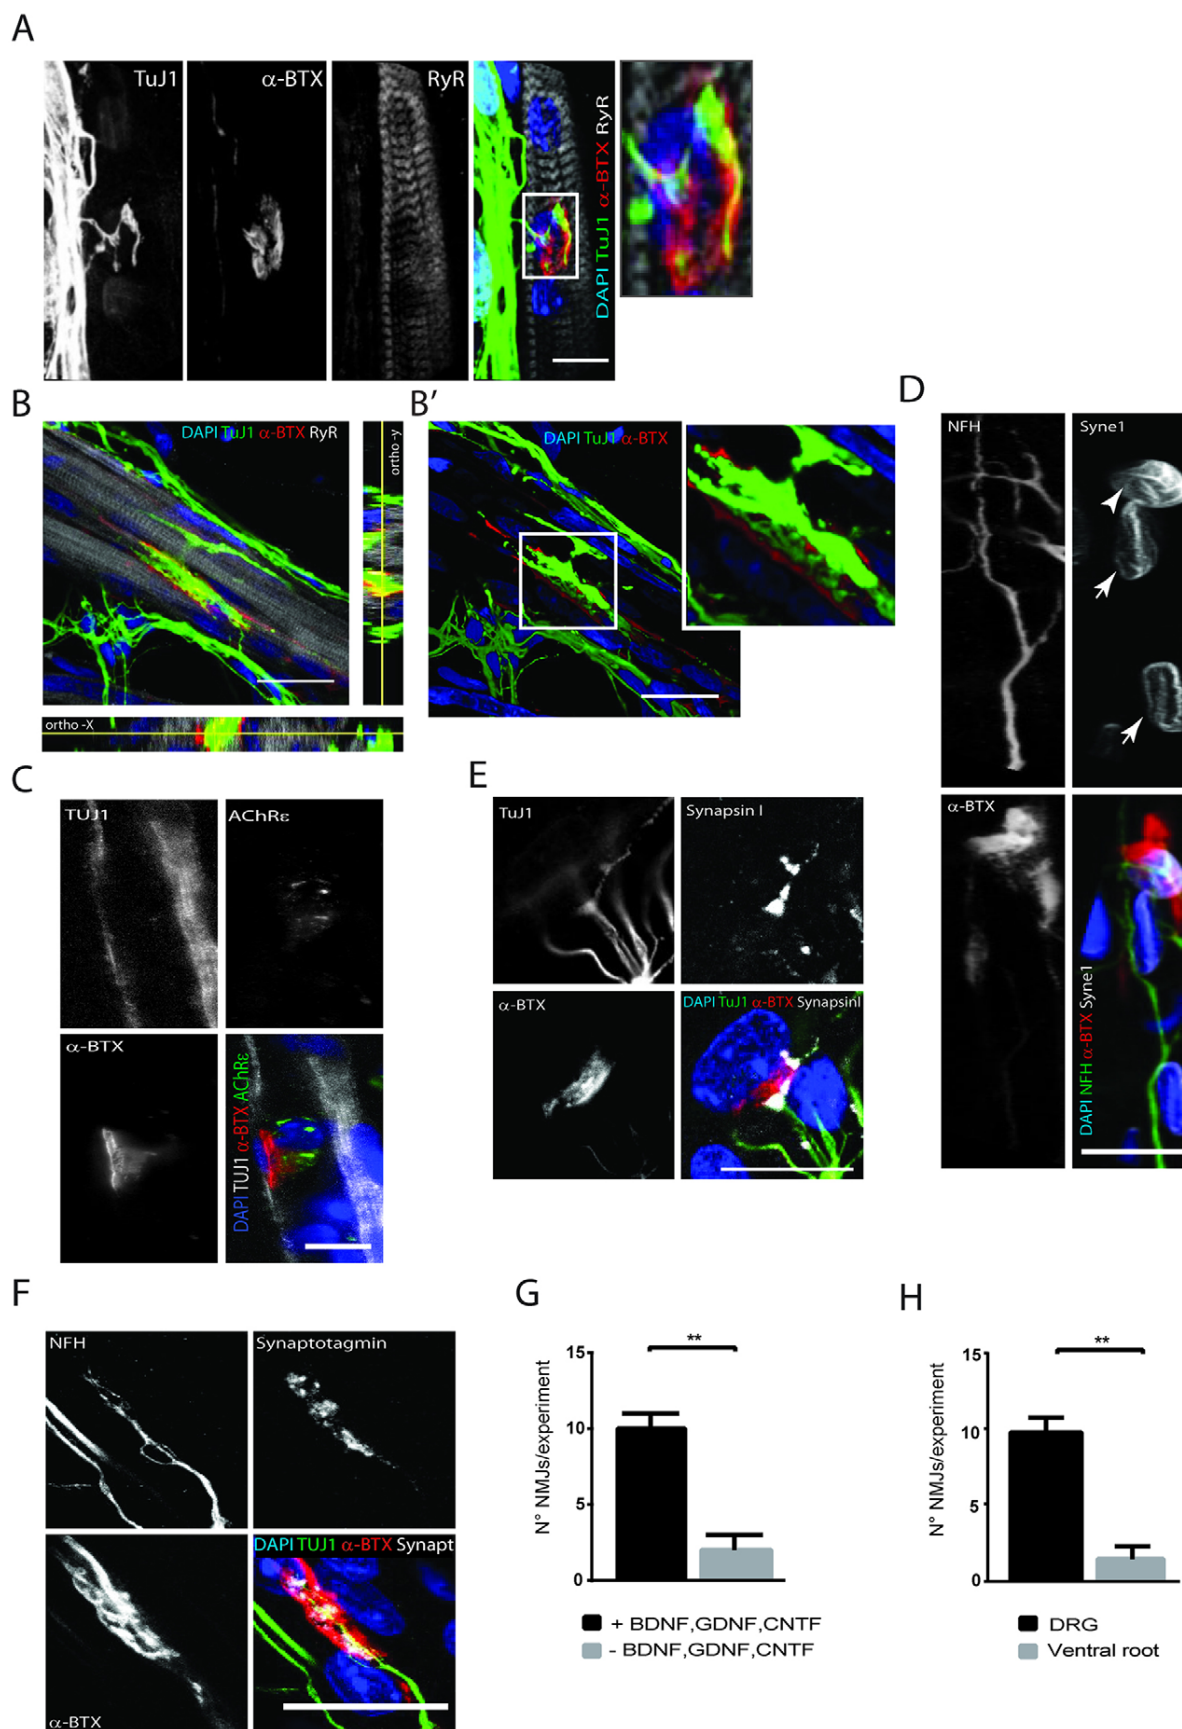 A
TuJ1
α-BTX
RyR
DAPI TuJ1 α-BTX RyR
B
DAPI TuJ1 α-BTX RyR
ortho -y
ortho -X
B'
DAPI TuJ1 α-BTX
D
NFH
Syne1
α-BTX
DAPI NFH α-BTX Syne1
C
TUJ1
AChRε
α-BTX
DAPI TUJ1 α-BTX AChRε
E
TuJ1
Synapsin I
α-BTX
DAPI TuJ1 α-BTX SynapsinI
F
NFH
Synaptotagmin
α-BTX
DAPI TUJ1 α-BTX Synapt
G
**
15
10
5
0
N° NMJs/experiment
+ BDNF,GDNF,CNTF
- BDNF,GDNF,CNTF
H
**
15
10
5
0
N° NMJs/experiment
DRG
Ventral root